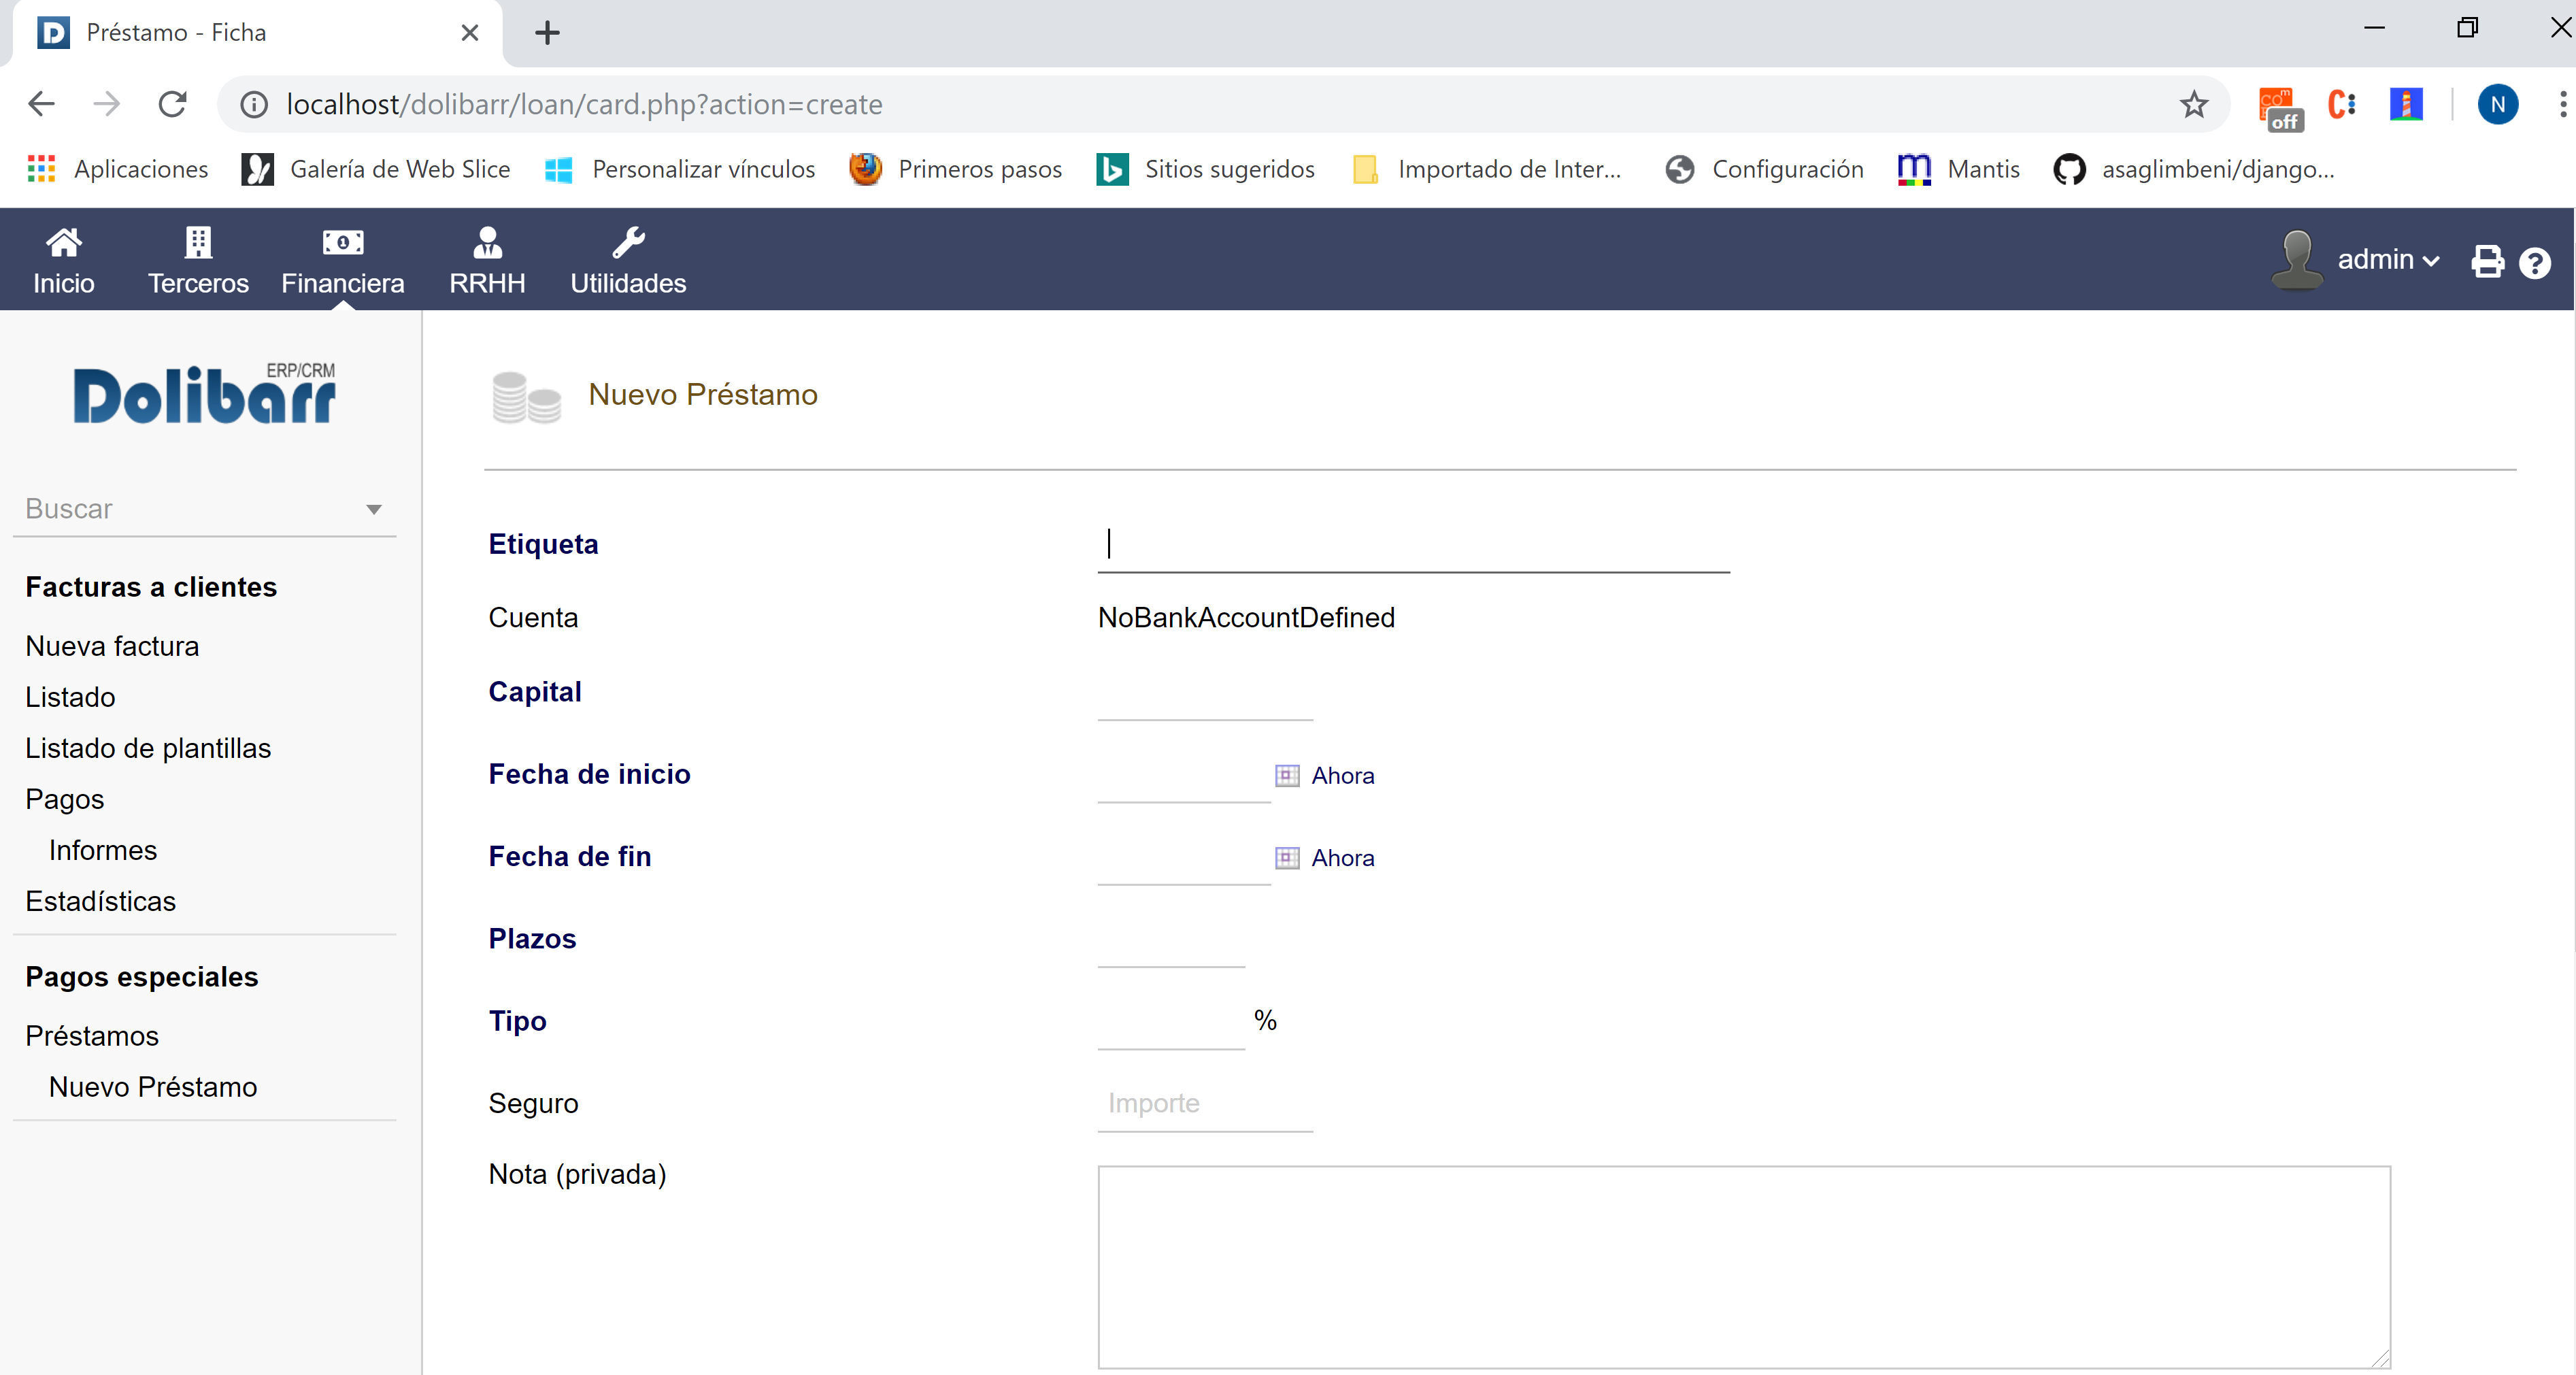 Préstamo - Ficha
localhost/dolibarr/loan/card.php?action=create
com
off
N
Aplicaciones
Galería de Web Slice
Personalizar vínculos
Primeros pasos
Sitios sugeridos
Importado de Inter...
Configuración
Mantis
asaglimbeni/django...
Inicio
Terceros
Financiera
RRHH
Utilidades
admin
ERP/CRM
Dolibarr
Buscar
Facturas a clientes
Nueva factura
Listado
Listado de plantillas
Pagos
Informes
Estadísticas
Pagos especiales
Préstamos
Nuevo Préstamo
Nuevo Préstamo
Etiqueta
Cuenta NoBankAccountDefined
Capital
Fecha de inicio Ahora
Fecha de fin Ahora
Plazos
Tipo %
Seguro Importe
Nota (privada)